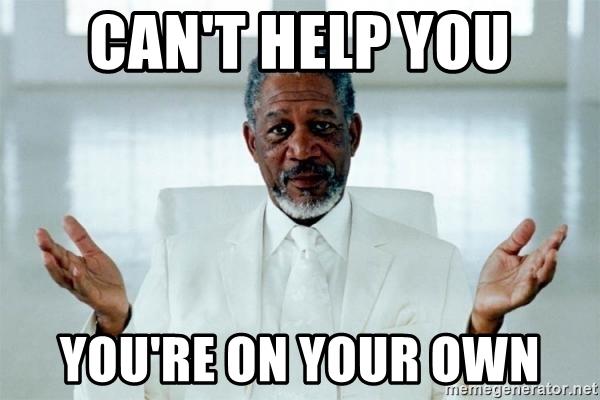 CAN'T HELP YOU
YOU'RE ON YOUR OWN
memegenerator.net